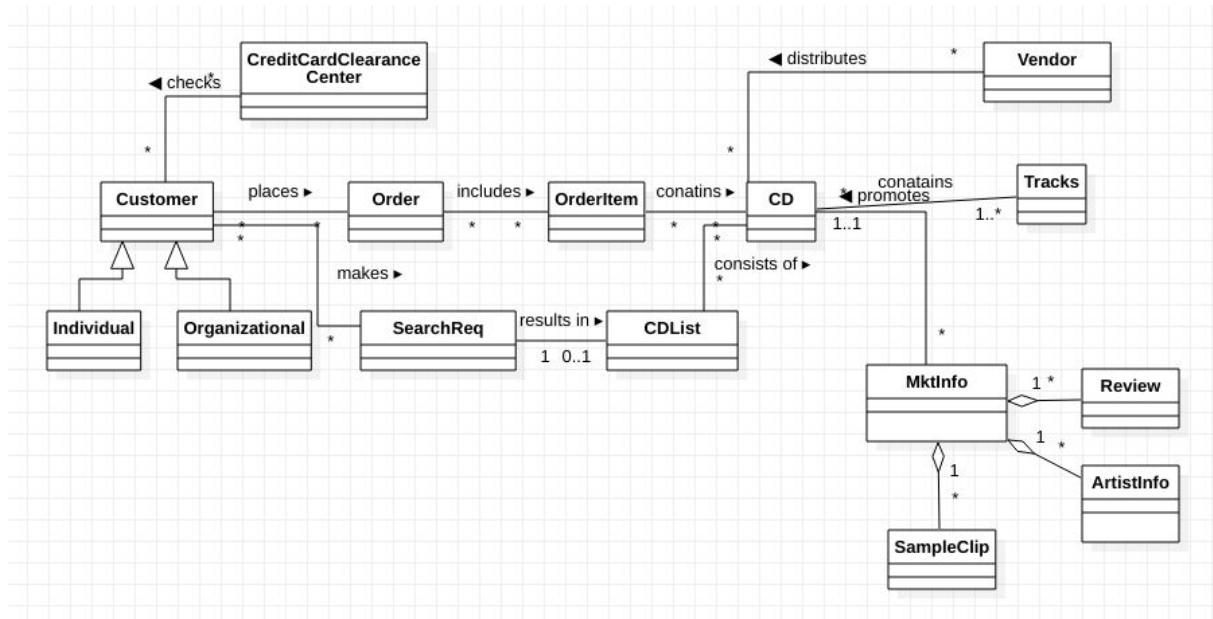 CreditCardClearance
Center
◄ checks
*
*
◄ distributes
*
*
Vendor
Customer
places ►
Order
includes ►
OrderItem
conatins ►
CD
*
conatains
◄ promotes
Tracks
1..1
1..*
*
*
*
*
*
*
*
*
makes ►
consists of ►
*
Individual
Organizational
*
SearchReq
results in ►
CDList
1
0..1
*
MktInfo
1
*
Review
1
*
ArtistInfo
1
*
SampleClip